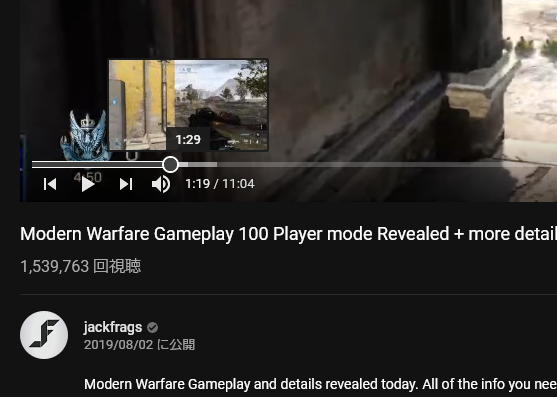 1:29
4:50
1:19 / 11:04
Modern Warfare Gameplay 100 Player mode Revealed + more detail
1,539,763 回視聴
jackfrags
2019/08/02 に公開
Modern Warfare Gameplay and details revealed today. All of the info you nee